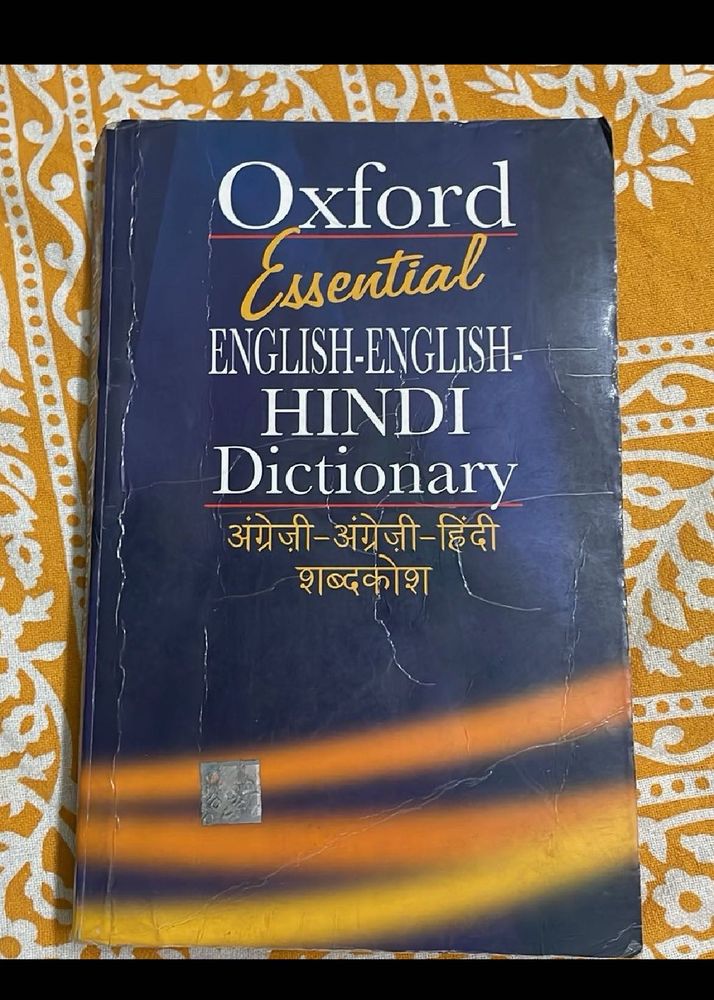 Oxford
Essential
ENGLISH-ENGLISH-
HINDI
Dictionary
अंग्रेज़ी-अंग्रेज़ी-हिंदी
शब्दकोश